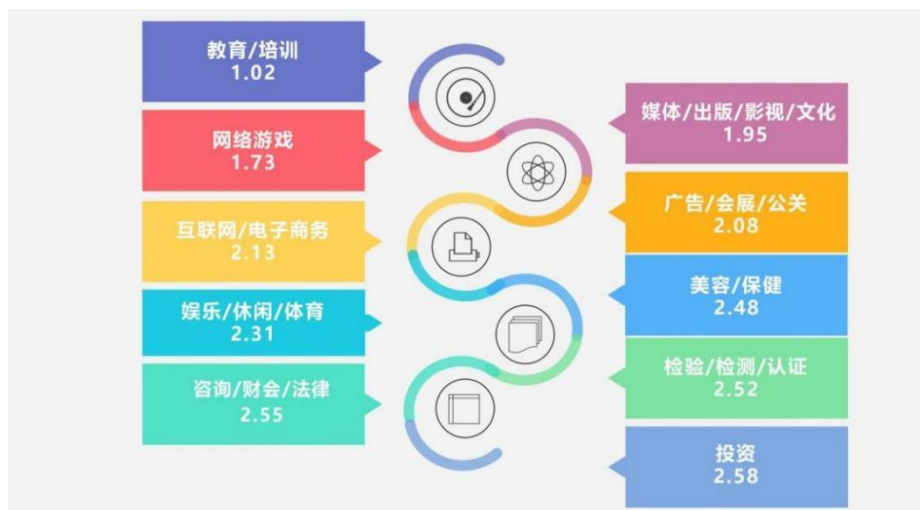 教育/培训
1.02
网络游戏
1.73
互联网/电子商务
2.13
娱乐/休闲/体育
2.31
咨询/财会/法律
2.55
媒体/出版/影视/文化
1.95
广告/会展/公关
2.08
美容/保健
2.48
检验/检测/认证
2.52
投资
2.58